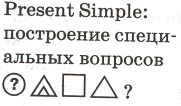 Present Simple:
построение специ-
альных вопросов
? ?